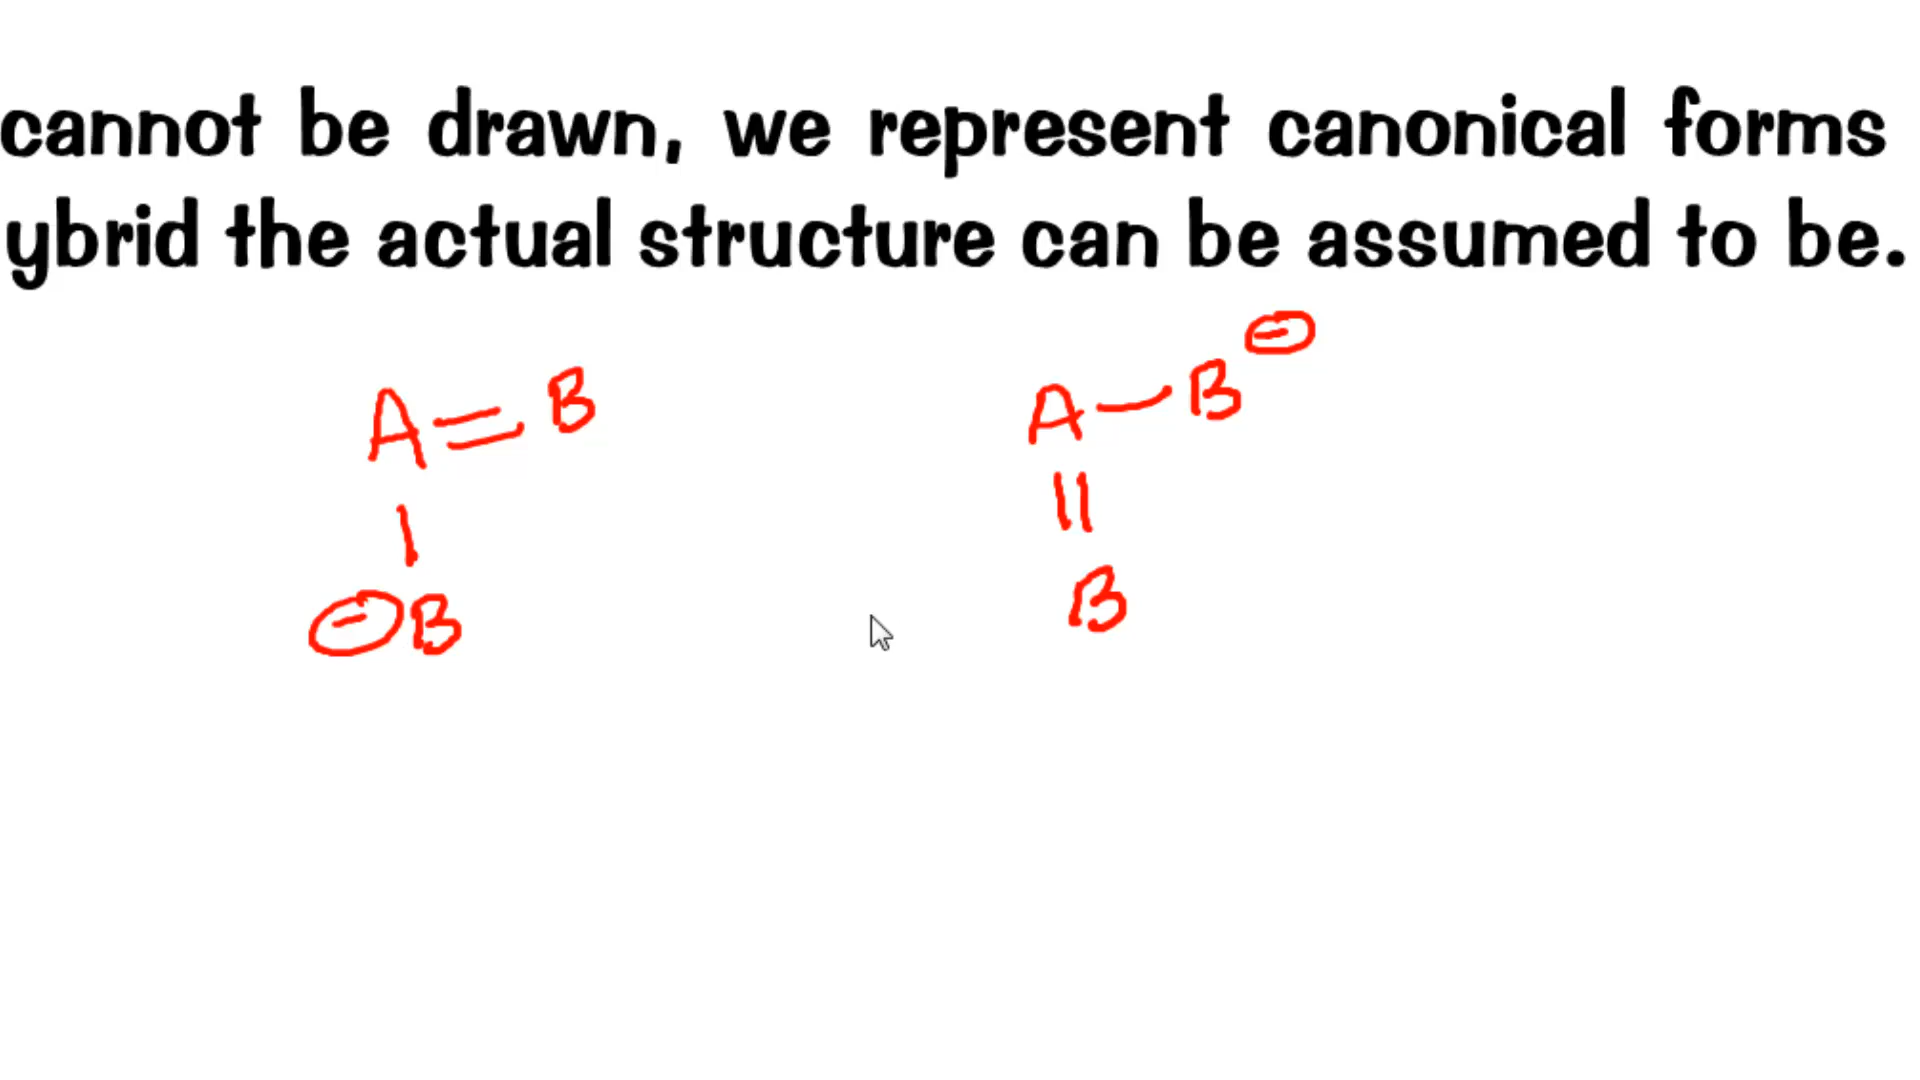 cannot be drawn, we represent canonical forms
ybrid the actual structure can be assumed to be.
A=B
|
⊖B
A—B⊖
||
B